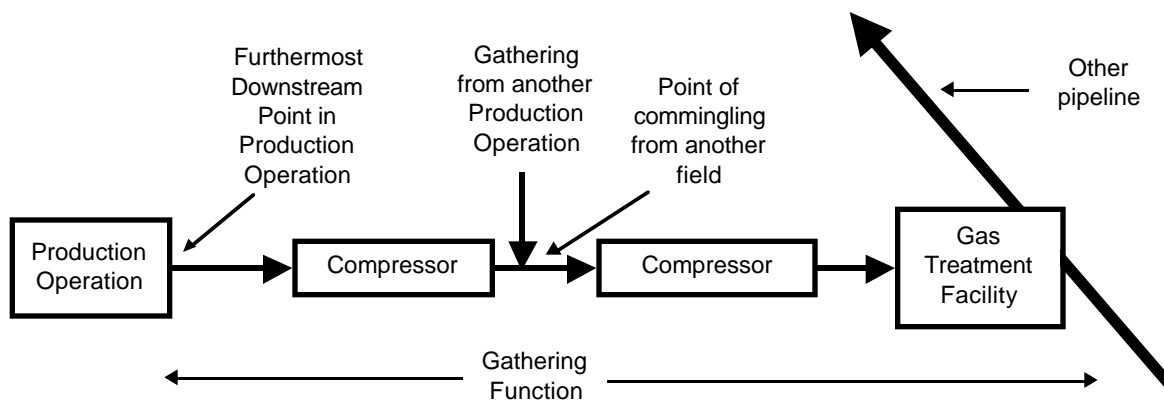 Furthermost
Downstream
Point in
Production
Operation
Gathering
from another
Production
Operation
Point of
commingling
from another
field
Other
pipeline
Production
Operation
Compressor
Compressor
Gas
Treatment
Facility
Gathering
Function